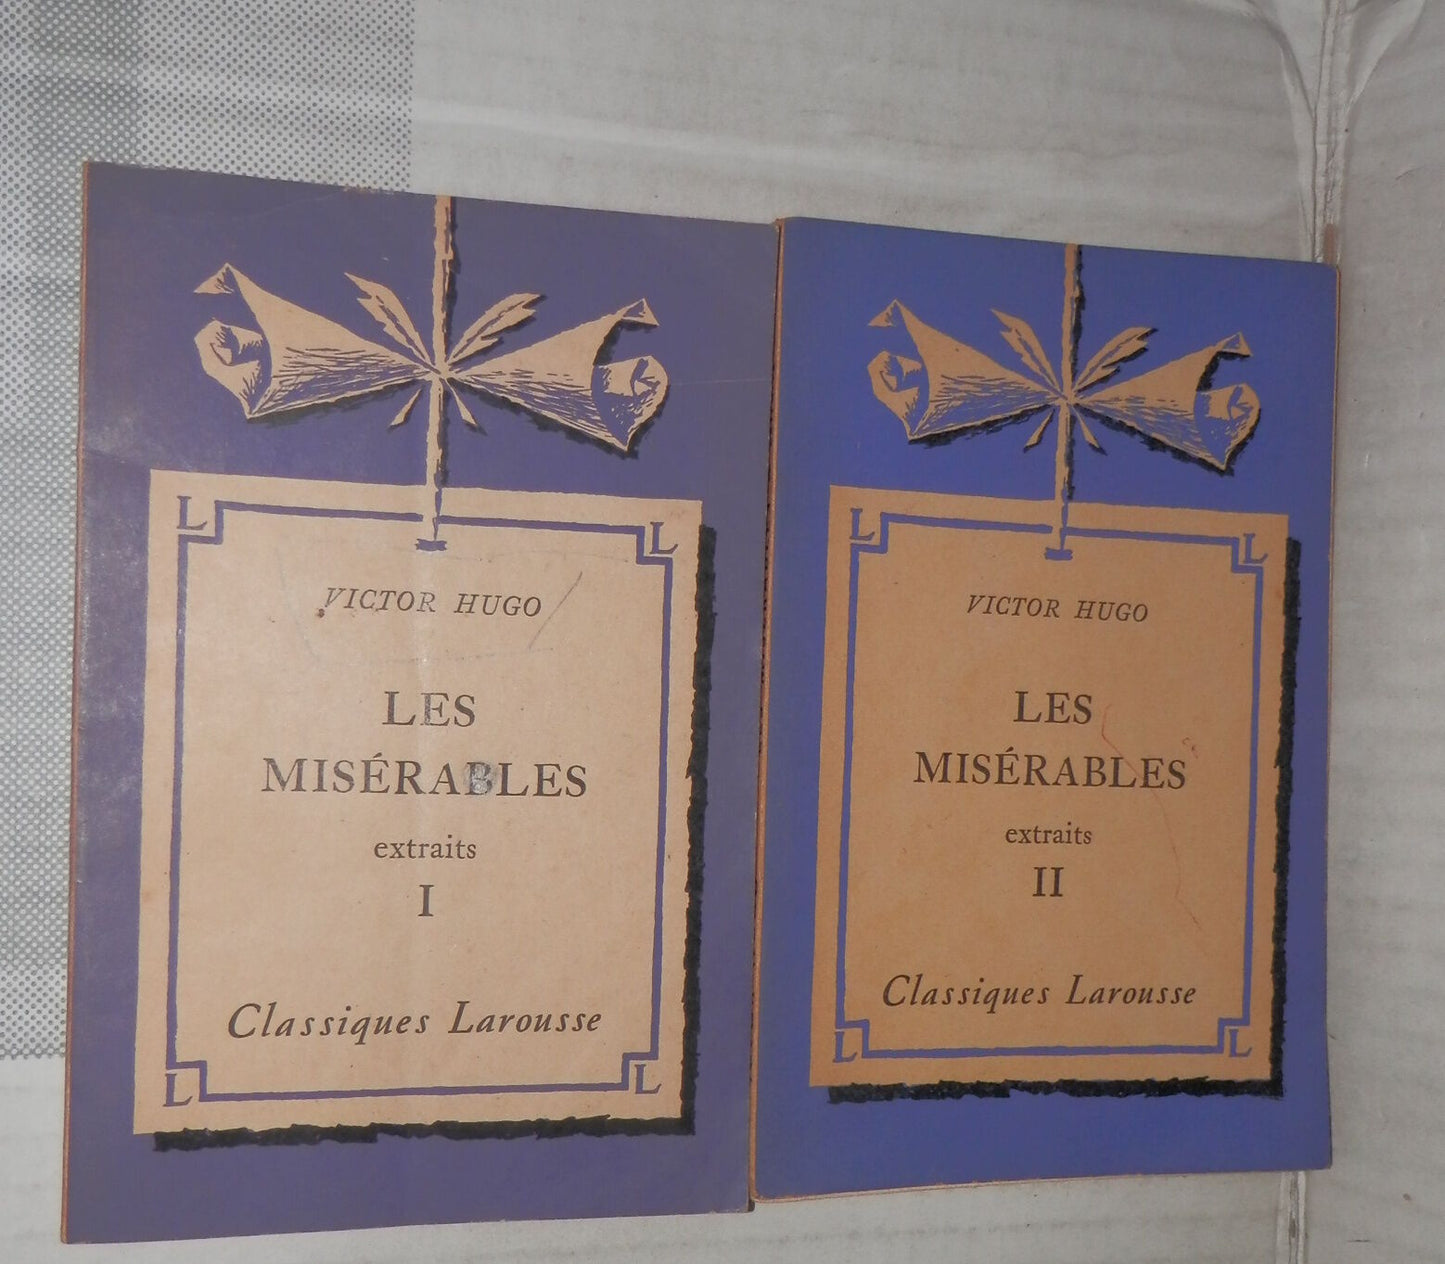 L L
VICTOR HUGO
LES
MISÉRABLES
extraits
I
Classiques Larousse
L L
L L
VICTOR HUGO
LES
MISÉRABLES
extraits
II
Classiques Larousse
L L